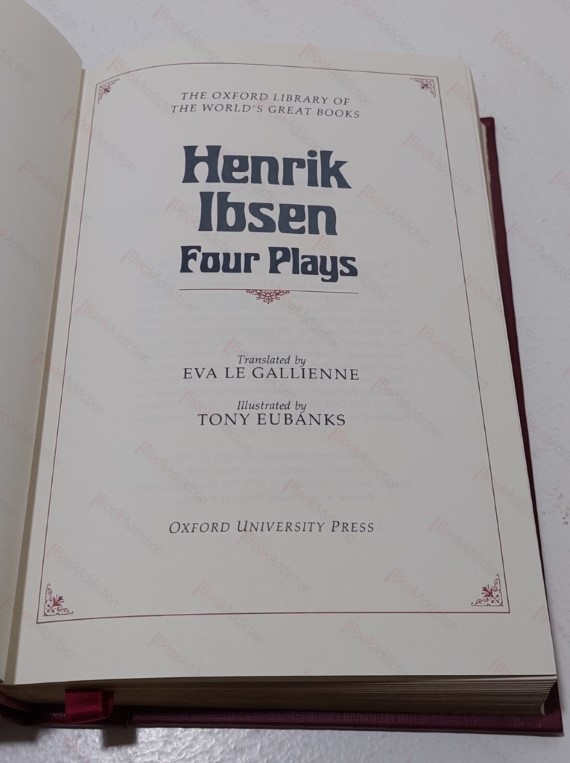 THE OXFORD LIBRARY OF
THE WORLD'S GREAT BOOKS
Henrik
Ibsen
Four Plays
Translated by
EVA LE GALLIENNE
Illustrated by
TONY EUBANKS
OXFORD UNIVERSITY PRESS